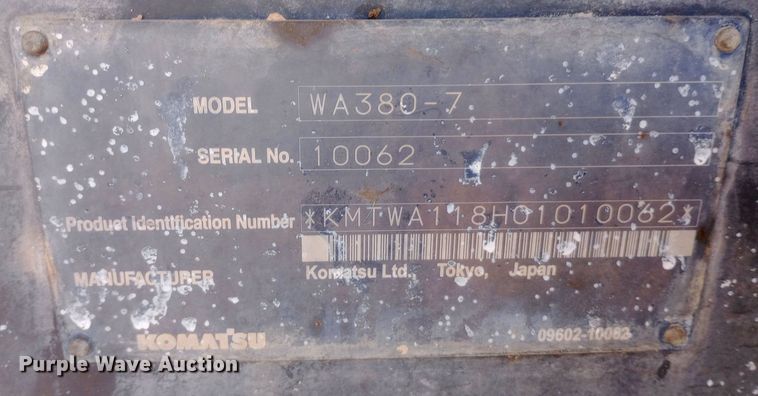 MODEL WA380-7
SERIAL No. 10062
Product Identification Number *KMTWA118H01010062*
MANUFACTURER Komatsu Ltd. Tokyo, Japan
KOMATSU 09602-10082
Purple Wave Auction